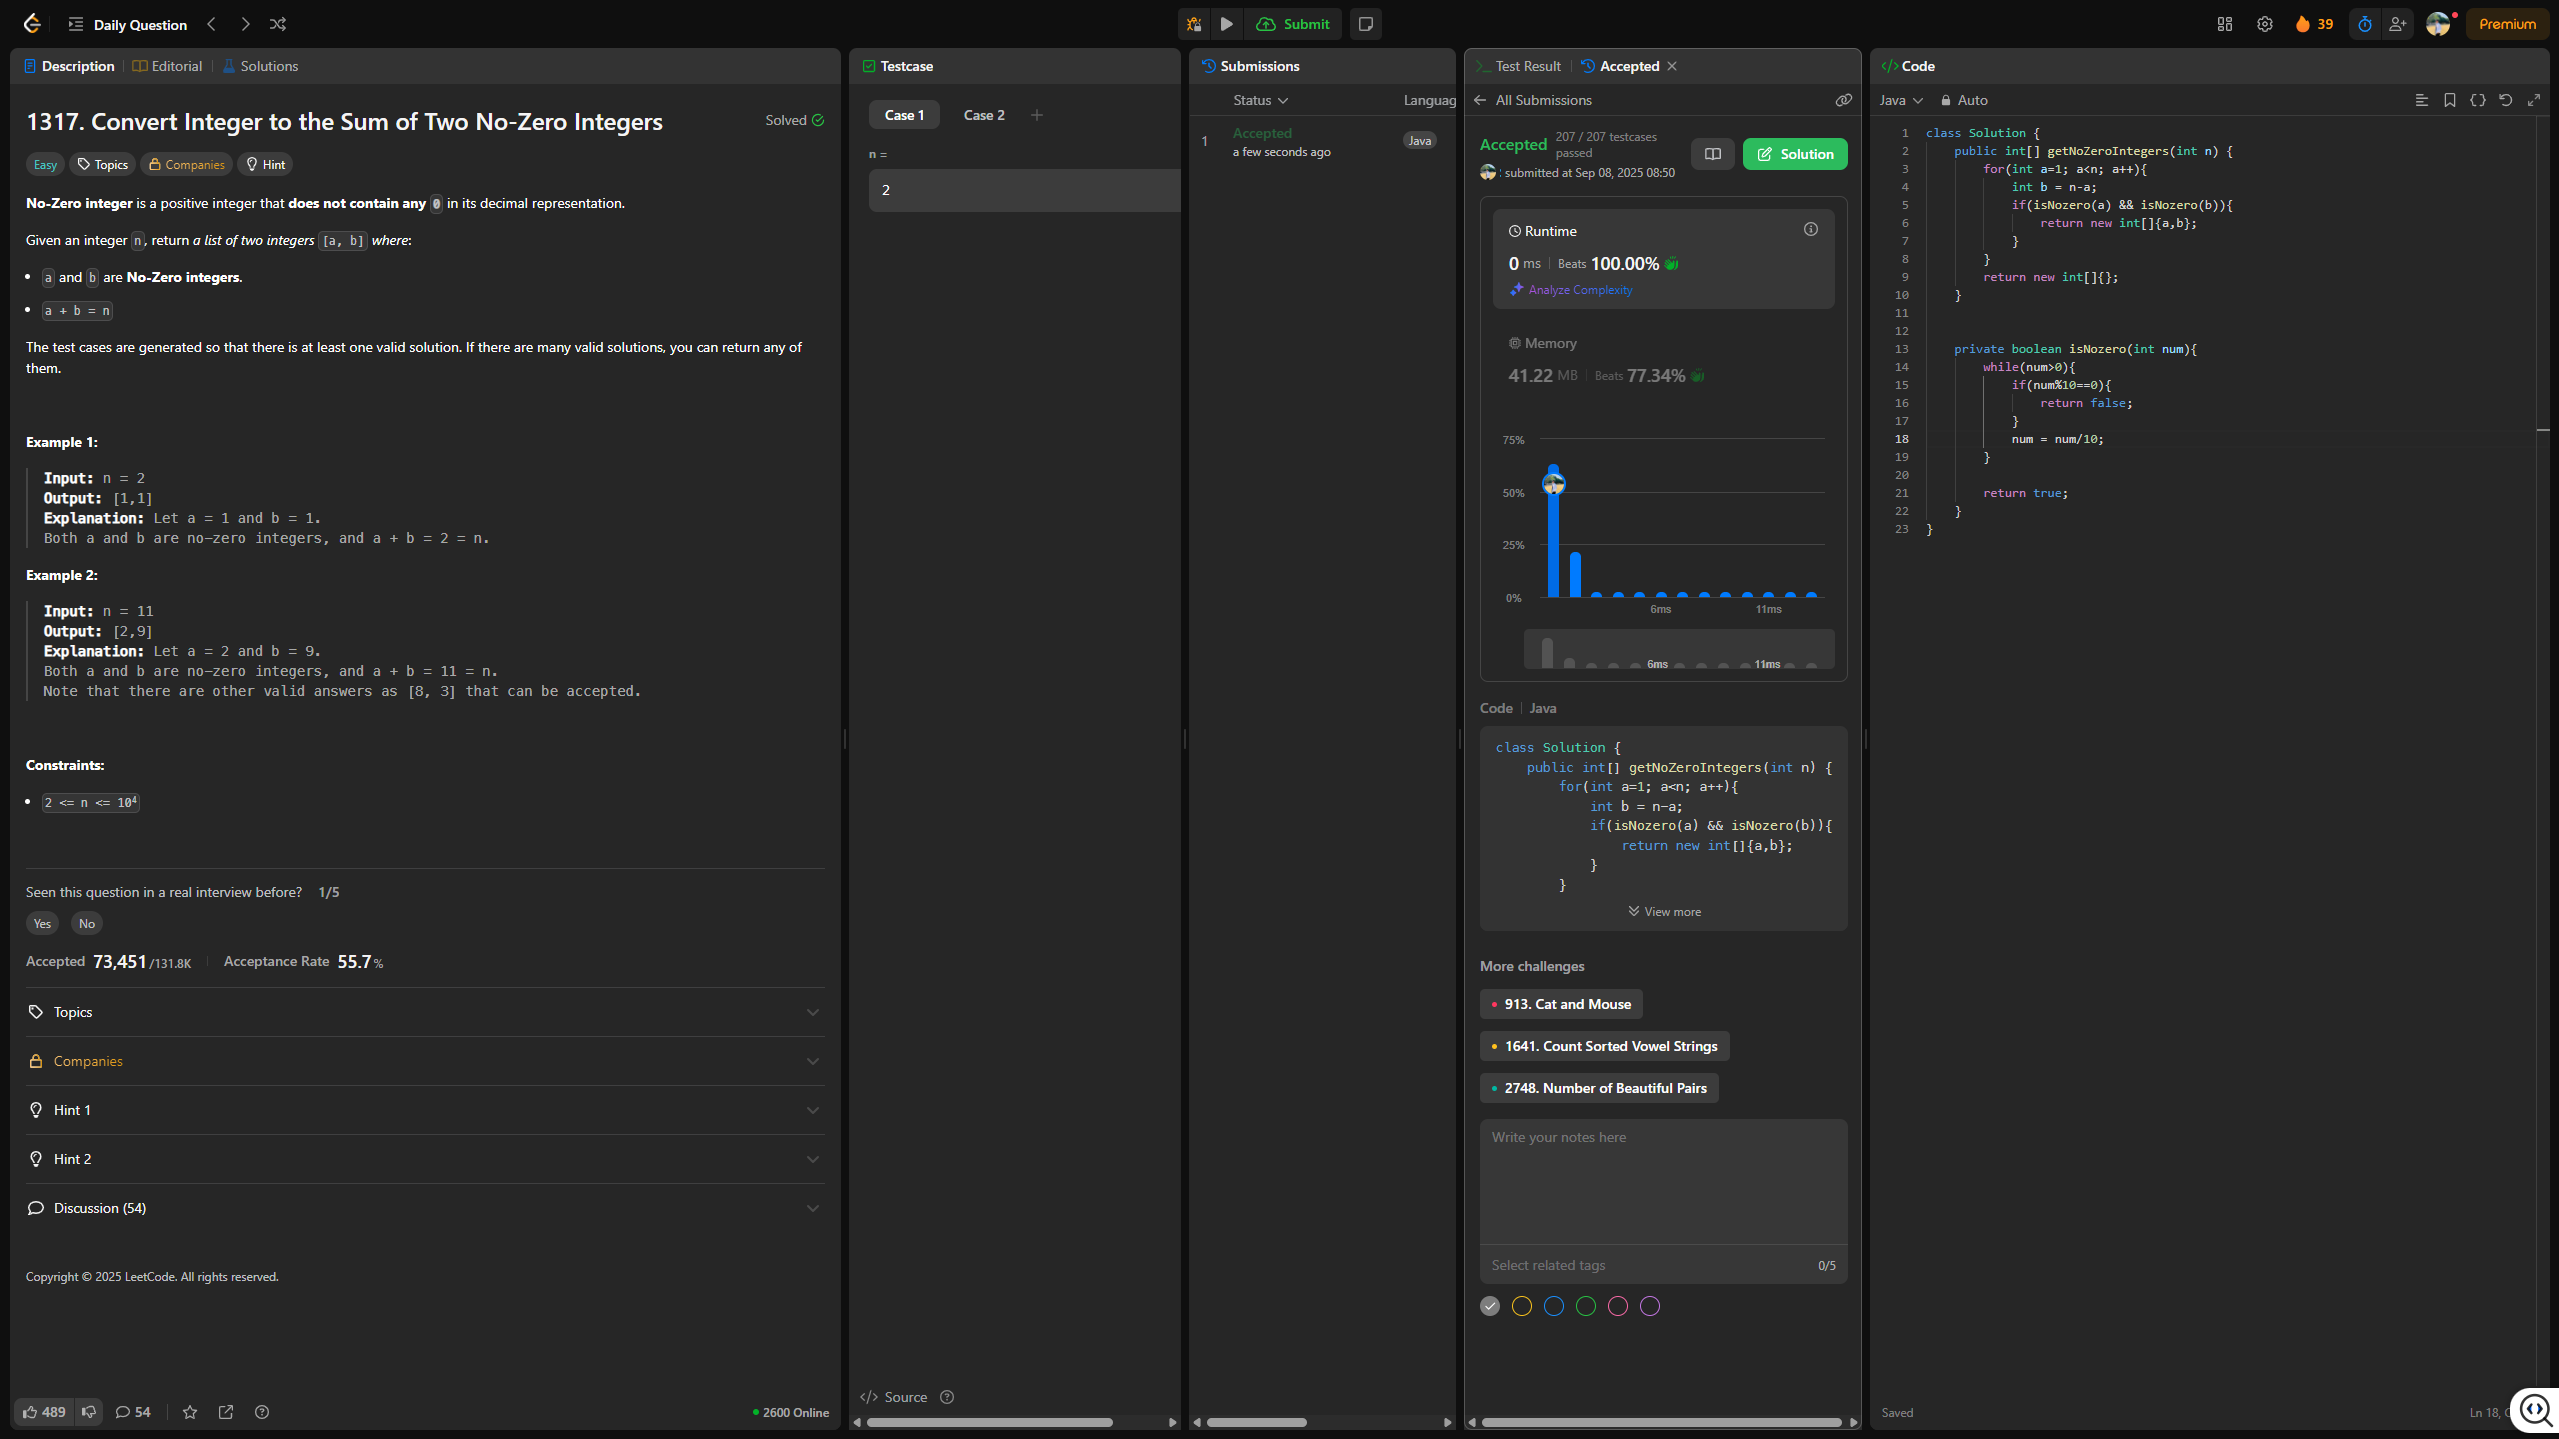 Daily Question
Submit
39
Premium
Description
Editorial
Solutions
1317. Convert Integer to the Sum of Two No-Zero Integers
Solved
Easy
Topics
Companies
Hint
No-Zero integer is a positive integer that does not contain any 0 in its decimal representation.
Given an integer n, return a list of two integers [a, b] where:
• a and b are No-Zero integers.
• a + b = n
The test cases are generated so that there is at least one valid solution. If there are many valid solutions, you can return any of
them.
Example 1:
Input: n = 2
Output: [1,1]
Explanation: Let a = 1 and b = 1.
Both a and b are no-zero integers, and a + b = 2 = n.
Example 2:
Input: n = 11
Output: [2,9]
Explanation: Let a = 2 and b = 9.
Both a and b are no-zero integers, and a + b = 11 = n.
Note that there are other valid answers as [8, 3] that can be accepted.
Constraints:
• 2 <= n <= 10⁴
Seen this question in a real interview before? 1/5
Yes
No
Accepted 73,451/131.8K
Acceptance Rate 55.7%
Topics
Companies
Hint 1
Hint 2
Discussion (54)
Copyright © 2025 LeetCode. All rights reserved.
489
54
2600 Online
Testcase
Case 1
Case 2
n =
2
Source
Submissions
Status
Languag
1
Accepted
a few seconds ago
Java
Test Result
Accepted
All Submissions
Accepted
207 / 207 testcases
passed
submitted at Sep 08, 2025 08:50
Solution
Runtime
0 ms
Beats 100.00%
Analyze Complexity
Memory
41.22 MB
Beats 77.34%
75%
50%
25%
0%
6ms
11ms
6ms
11ms
Code
Java
class Solution {
public int[] getNoZeroIntegers(int n) {
for(int a=1; a<n; a++){
int b = n-a;
if(isNozero(a) && isNozero(b)){
return new int[]{a,b};
}
}
View more
More challenges
913. Cat and Mouse
1641. Count Sorted Vowel Strings
2748. Number of Beautiful Pairs
Write your notes here
Select related tags
0/5
Code
Java
Auto
1 class Solution {
2 public int[] getNoZeroIntegers(int n) {
3 for(int a=1; a<n; a++){
4 int b = n-a;
5 if(isNozero(a) && isNozero(b)){
6 return new int[]{a,b};
7 }
8 }
9 return new int[]{};
10 }
11
12
13 private boolean isNozero(int num){
14 while(num>0){
15 if(num%10==0){
16 return false;
17 }
18 num = num/10;
19 }
20
21 return true;
22 }
23 }
Saved
Ln 18,